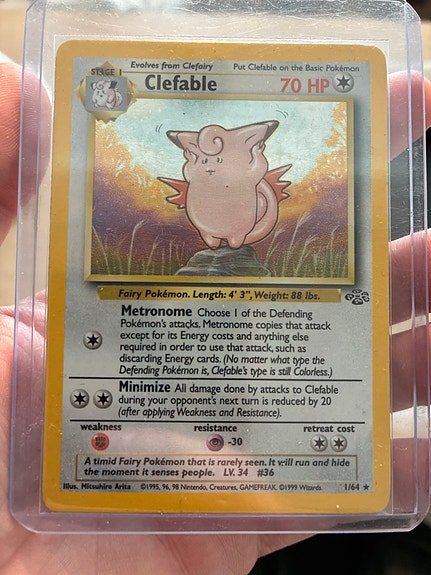 Evolves from Clefairy Put Clefable on the Basic Pokémon
STAGE 1
Clefable 70 HP
Fairy Pokémon. Length: 4' 3", Weight: 88 lbs.
Metronome Choose 1 of the Defending
Pokémon's attacks. Metronome copies that attack
except for its Energy costs and anything else
required in order to use that attack, such as
discarding Energy cards. (No matter what type the
Defending Pokémon is, Clefable's type is still Colorless.)
Minimize All damage done by attacks to Clefable
during your opponent's next turn is reduced by 20
(after applying Weakness and Resistance).
weakness resistance retreat cost
-30
A timid Fairy Pokémon that is rarely seen. It will run and hide
the moment it senses people. LV. 34 #36
Illus. Mitsuhiro Arita ©1995, 96, 98 Nintendo, Creatures, GAMEFREAK. ©1999 Wizards. 1/64 ★